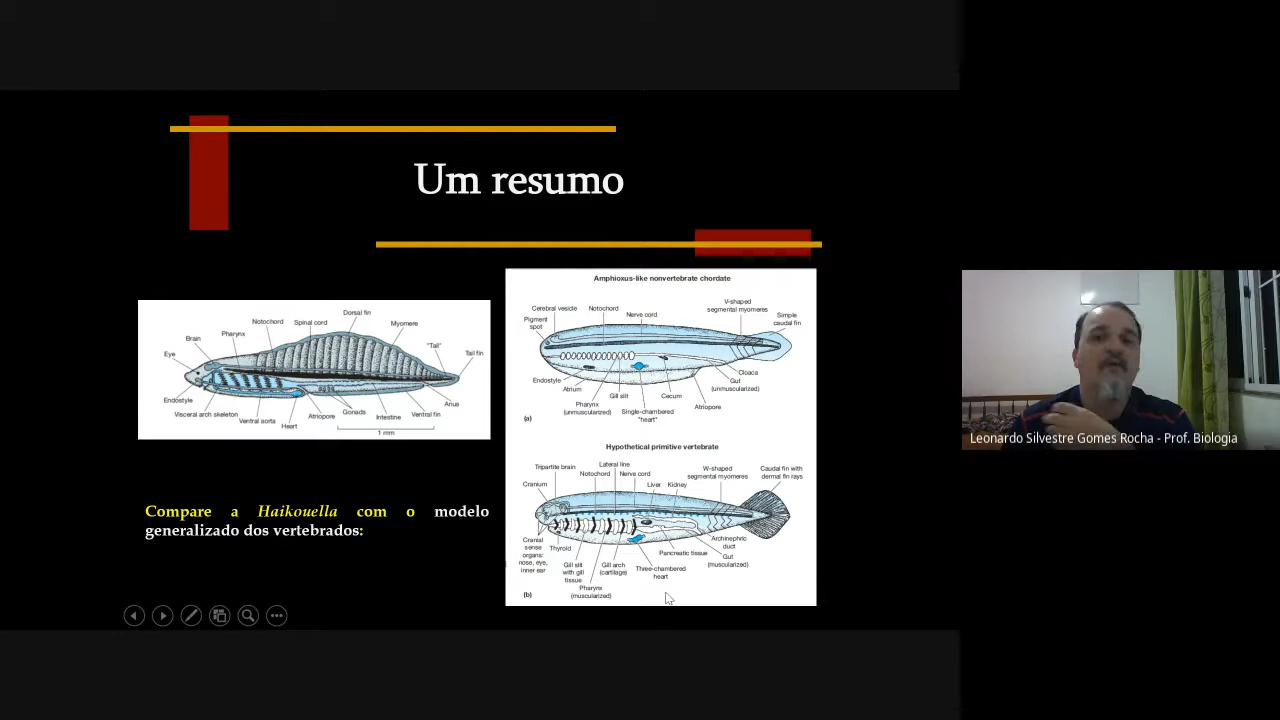 Um resumo
Dorsal fin
Notochord
Spinal cord
Myomere
Pharynx
Brain
"Tail"
Eye
Tail fin
Endostyle
Visceral arch skeleton
Ventral aorta
Heart
Atriopore
Gonads
Intestine
Ventral fin
Anus
1 mm
Compare a Haikouella com o modelo
generalizado dos vertebrados:
Amphioxus-like nonvertebrate chordate
Cerebral vesicle
Notochord
Nerve cord
V-shaped
segmental myomeres
Simple
caudal fin
Pigment
spot
Endostyle
Atrium
Pharynx
(unmuscularized)
Gill slit
Single-chambered
"heart"
Cecum
Atriopore
Gut
(unmuscularized)
Cloaca
(a)
Hypothetical primitive vertebrate
Tripartite brain
Lateral line
Notochord
Nerve cord
W-shaped
segmental myomeres
Caudal fin with
dermal fin rays
Cranium
Liver
Kidney
Cranial
sense
organs:
nose, eye,
inner ear
Thyroid
Gill slit
with gill
tissue
Pharynx
(muscularized)
Gill arch
(cartilage)
Three-chambered
heart
Pancreatic tissue
Archinephric
duct
Gut
(muscularized)
(b)
Leonardo Silvestre Gomes Rocha - Prof. Biologia